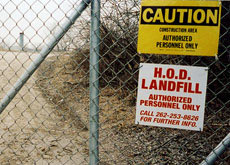 CAUTION
CONSTRUCTION AREA
AUTHORIZED
PERSONNEL ONLY
H.O.D.
LANDFILL
AUTHORIZED
PERSONNEL ONLY
CALL 262-253-8626
FOR FURTHER INFO.